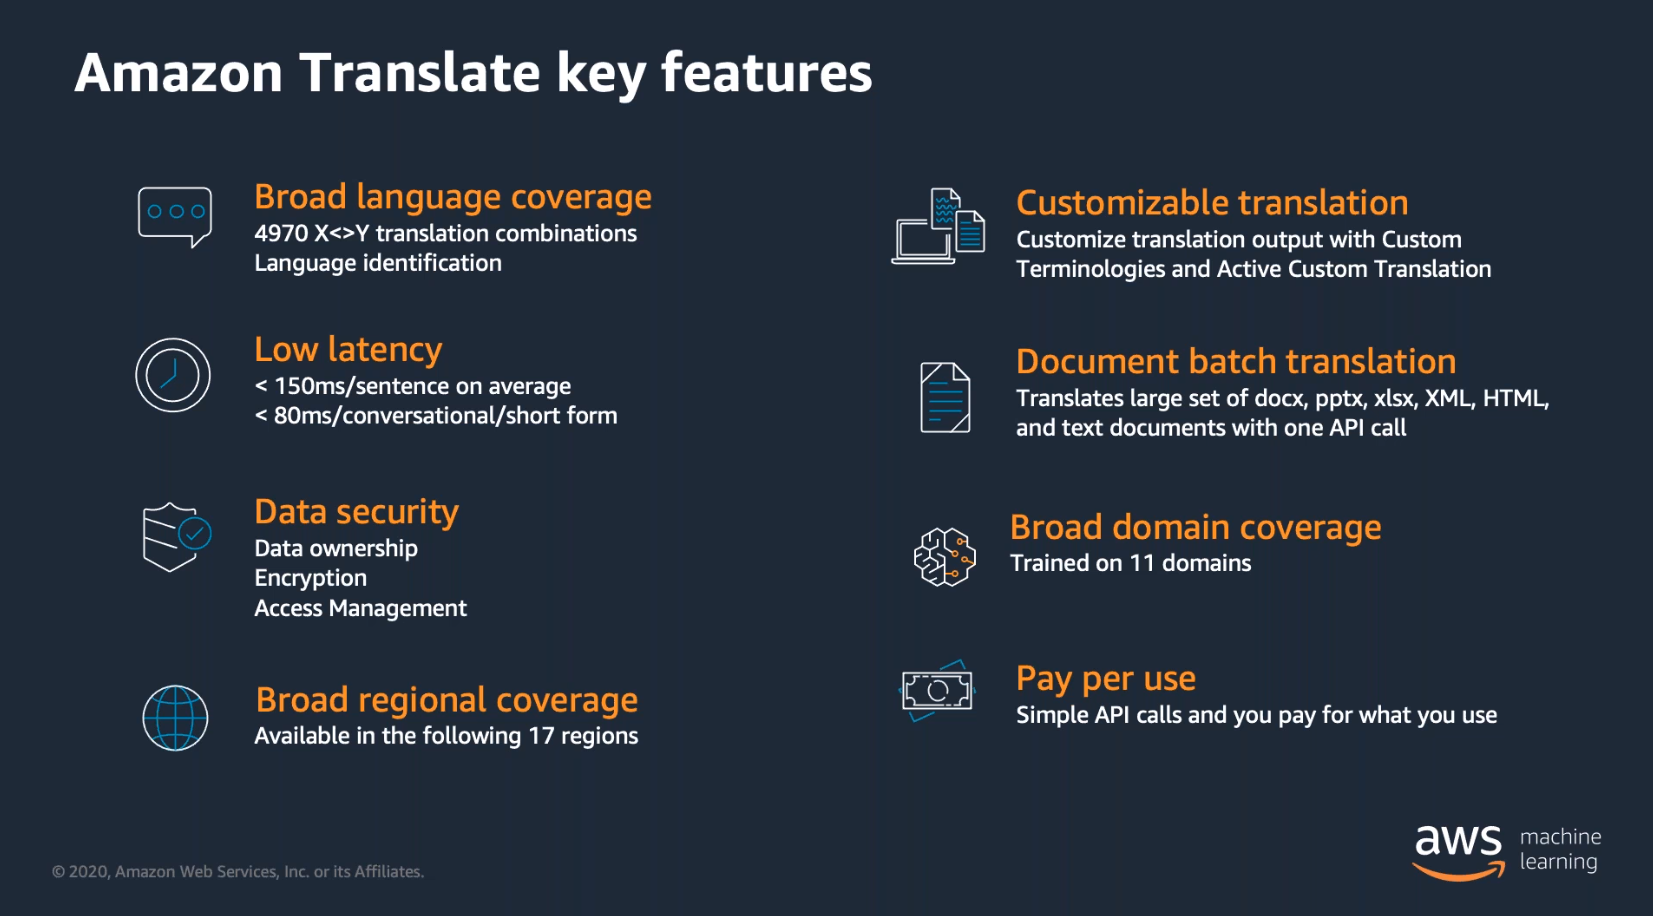 Amazon Translate key features
Broad language coverage
4970 X<>Y translation combinations
Language identification
Low latency
< 150ms/sentence on average
< 80ms/conversational/short form
Data security
Data ownership
Encryption
Access Management
Broad regional coverage
Available in the following 17 regions
Customizable translation
Customize translation output with Custom
Terminologies and Active Custom Translation
Document batch translation
Translates large set of docx, pptx, xlsx, XML, HTML,
and text documents with one API call
Broad domain coverage
Trained on 11 domains
Pay per use
Simple API calls and you pay for what you use
© 2020, Amazon Web Services, Inc. or its Affiliates.
aws
machine
learning